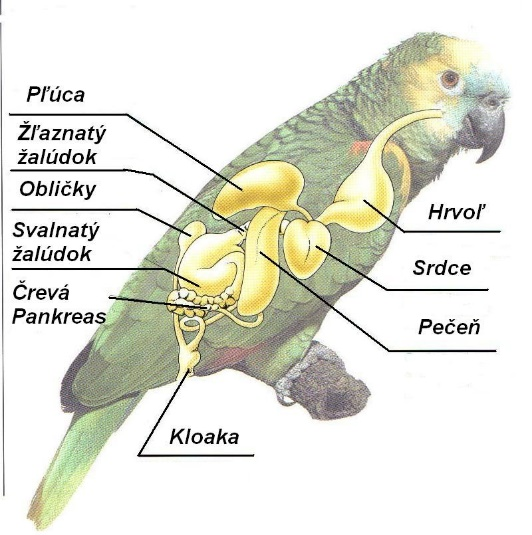 Pľúca
Žľaznatý
žalúdok
Obličky
Svalnatý
žalúdok
Črevá
Pankreas
Hrvoľ
Srdce
Pečeň
Kloaka